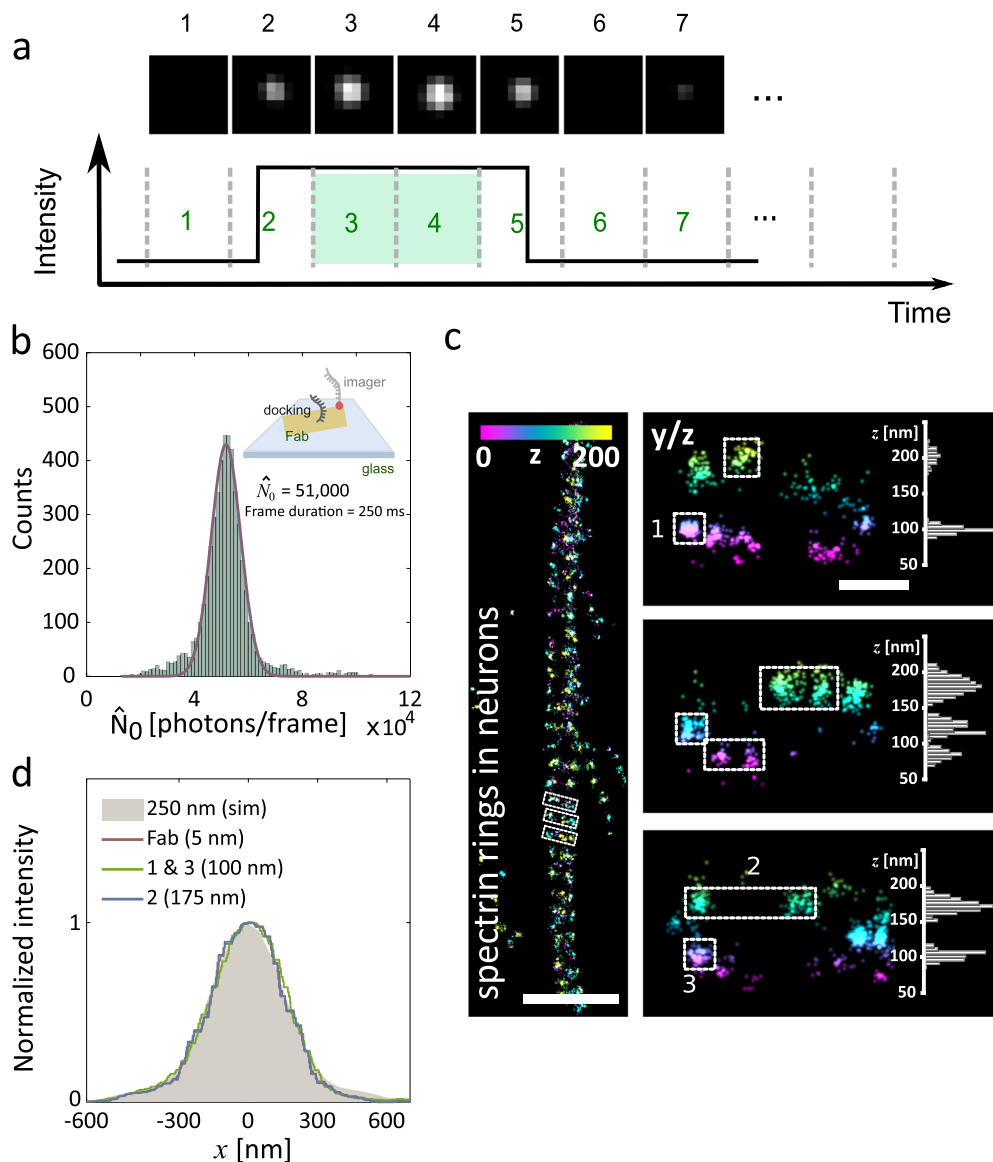 a
1 2 3 4 5 6 7
...
Intensity
1 2 3 4 5 6 7 ...
Time
b
600
500
400
300
200
100
0
Counts
imager
docking
Fab
glass
N̂₀ = 51,000
Frame duration = 250 ms
0 4 8 12
N̂₀ [photons/frame] x10⁴
c
0 z 200
spectrin rings in neurons
y/z
z [nm]
200
150
100
50
1
z [nm]
200
150
100
50
z [nm]
200
150
100
50
2
3
d
250 nm (sim)
Fab (5 nm)
1 & 3 (100 nm)
2 (175 nm)
Normalized intensity
1
0
-600 -300 0 300 600
x [nm]